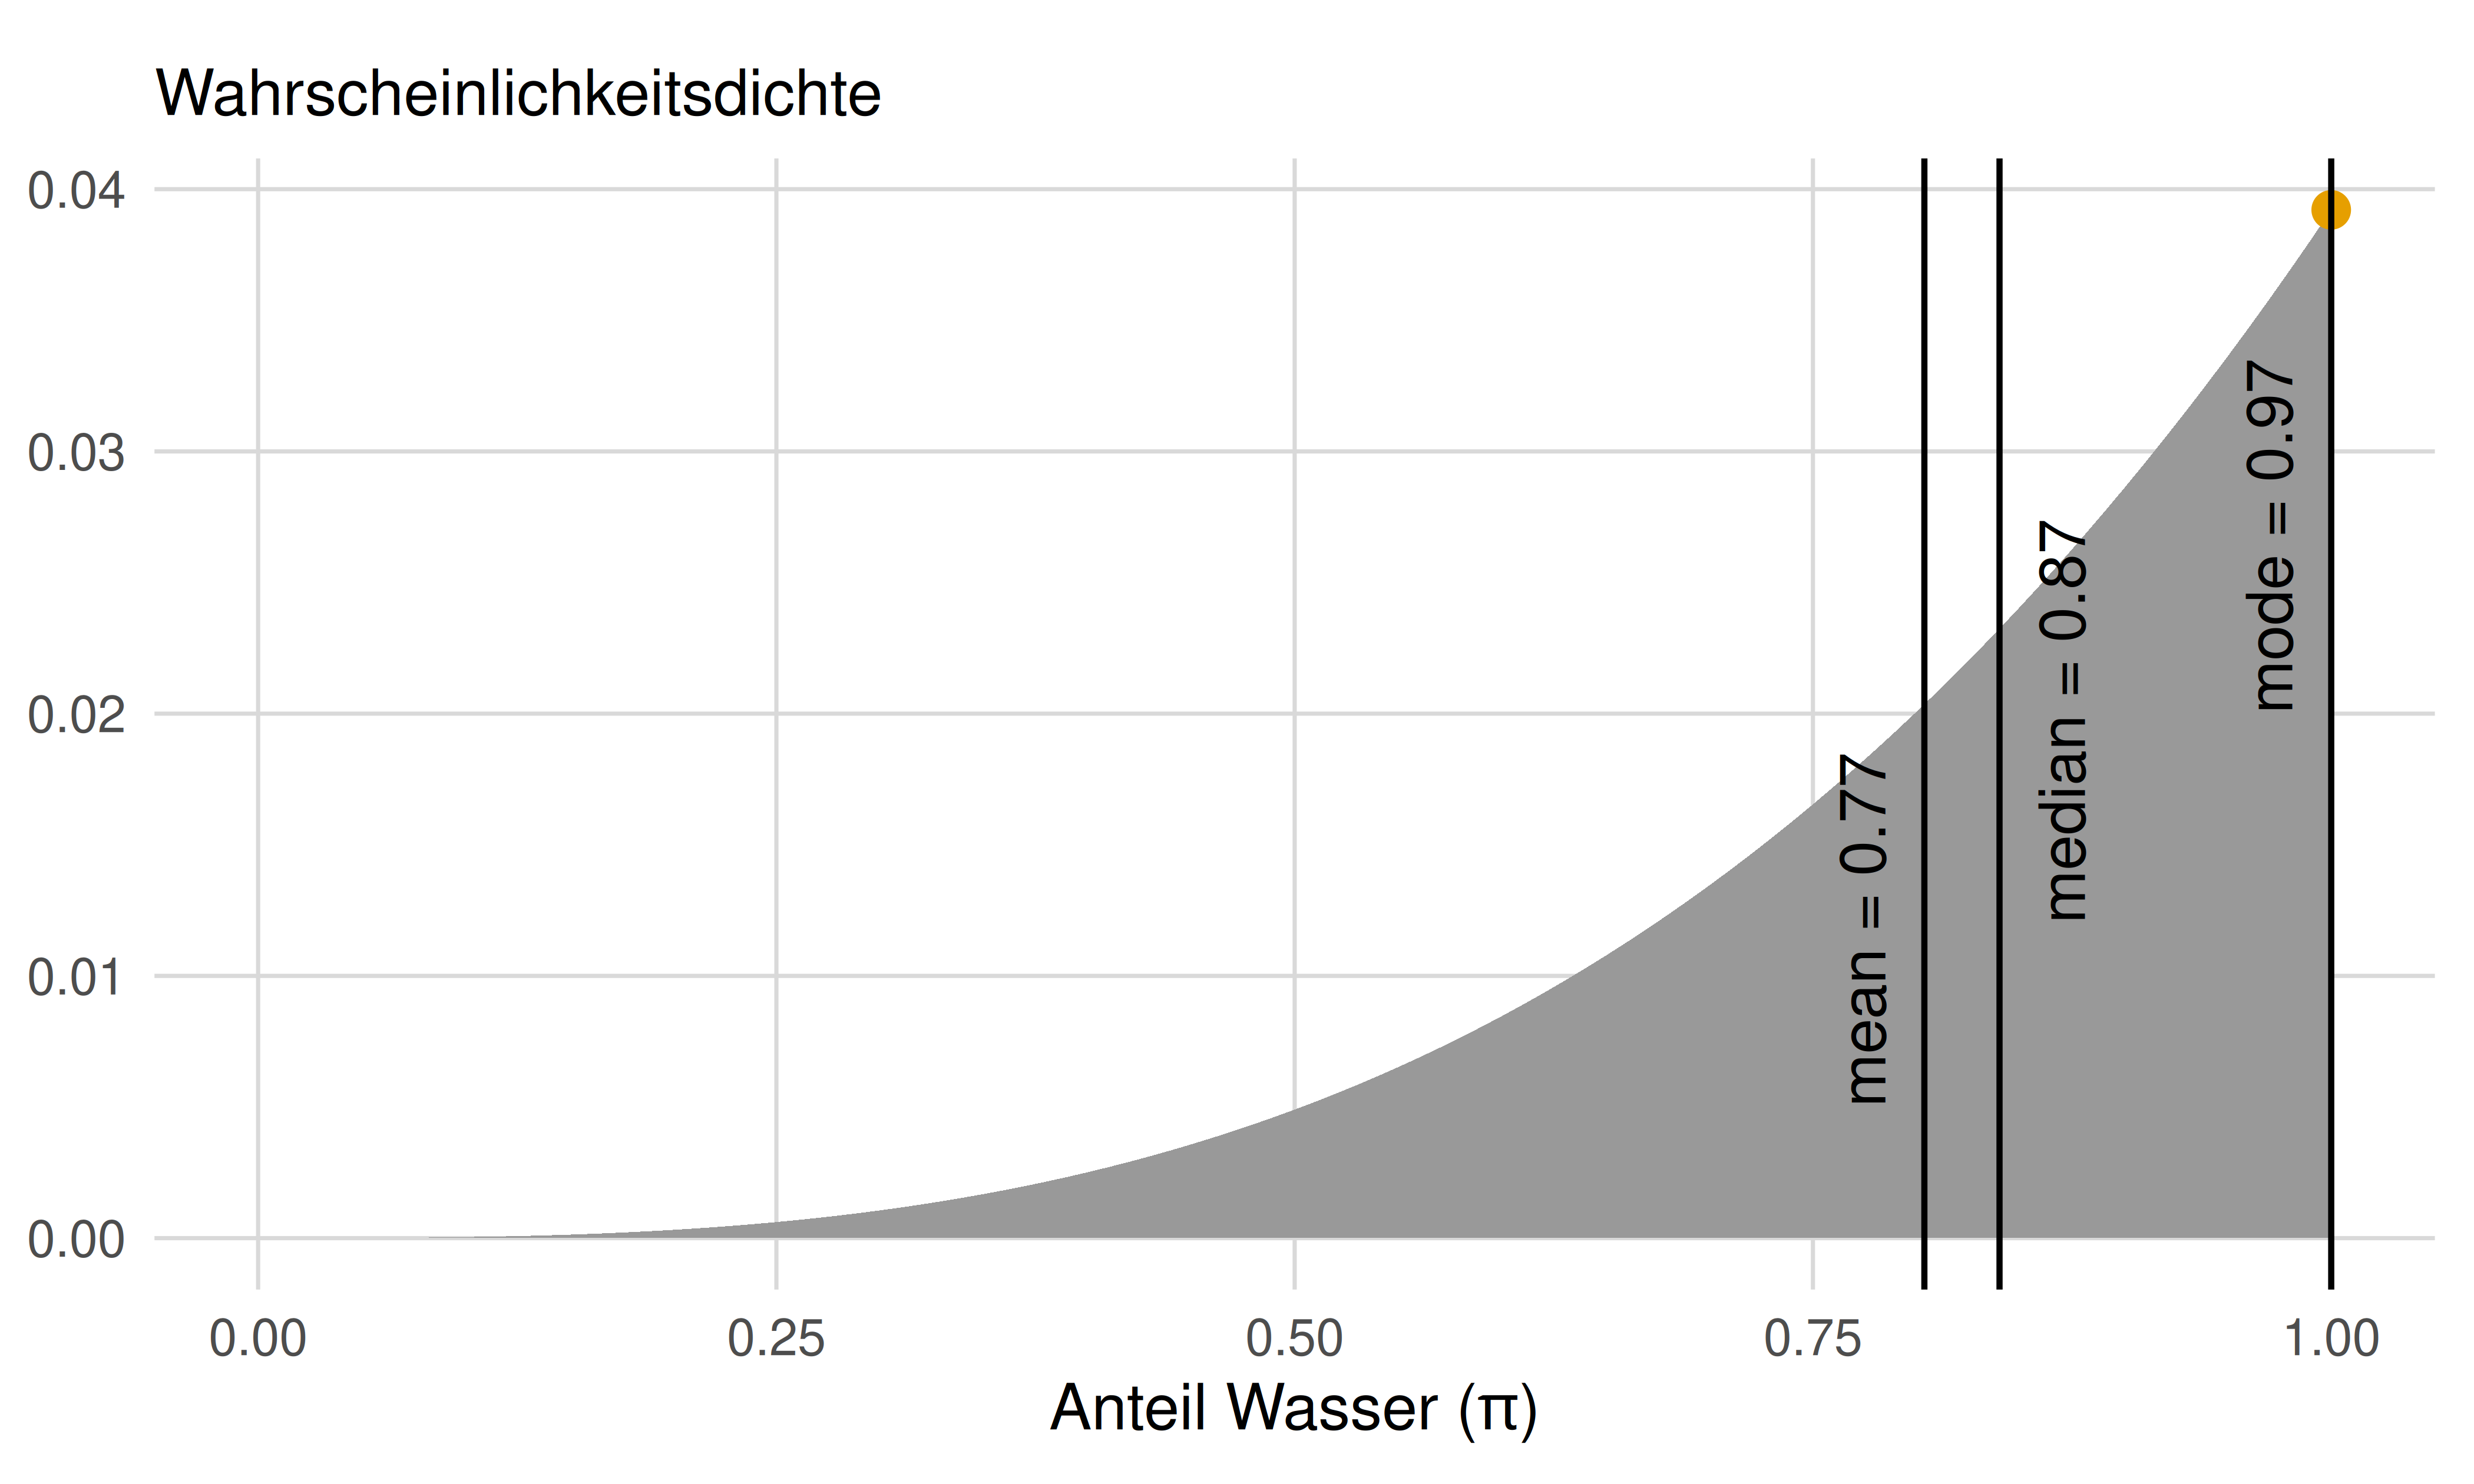 Wahrscheinlichkeitsdichte
0.04
0.03
0.02
0.01
0.00
mean = 0.77
median = 0.87
mode = 0.97
0.00 0.25 0.50 0.75 1.00
Anteil Wasser (π)